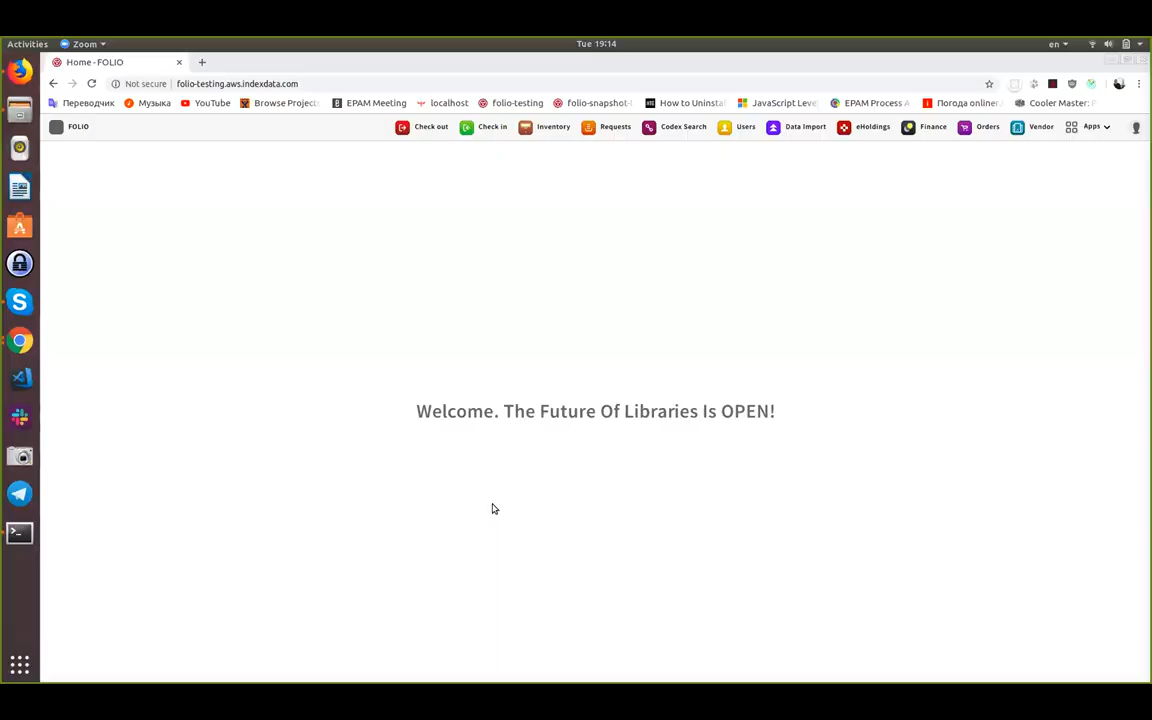 Activities Zoom Tue 19:14 en
Home - FOLIO
Not secure folio-testing.aws.indexdata.com
Переводчик Музыка YouTube Browse Project EPAM Meeting localhost folio-testing folio-snapshot- How to Uninsta JavaScript Leve EPAM Process A Погода online. Cooler Master:
FOLIO Check out Check in Inventory Requests Codex Search Users Data Import eHoldings Finance Orders Vendor Apps
Welcome. The Future Of Libraries Is OPEN!